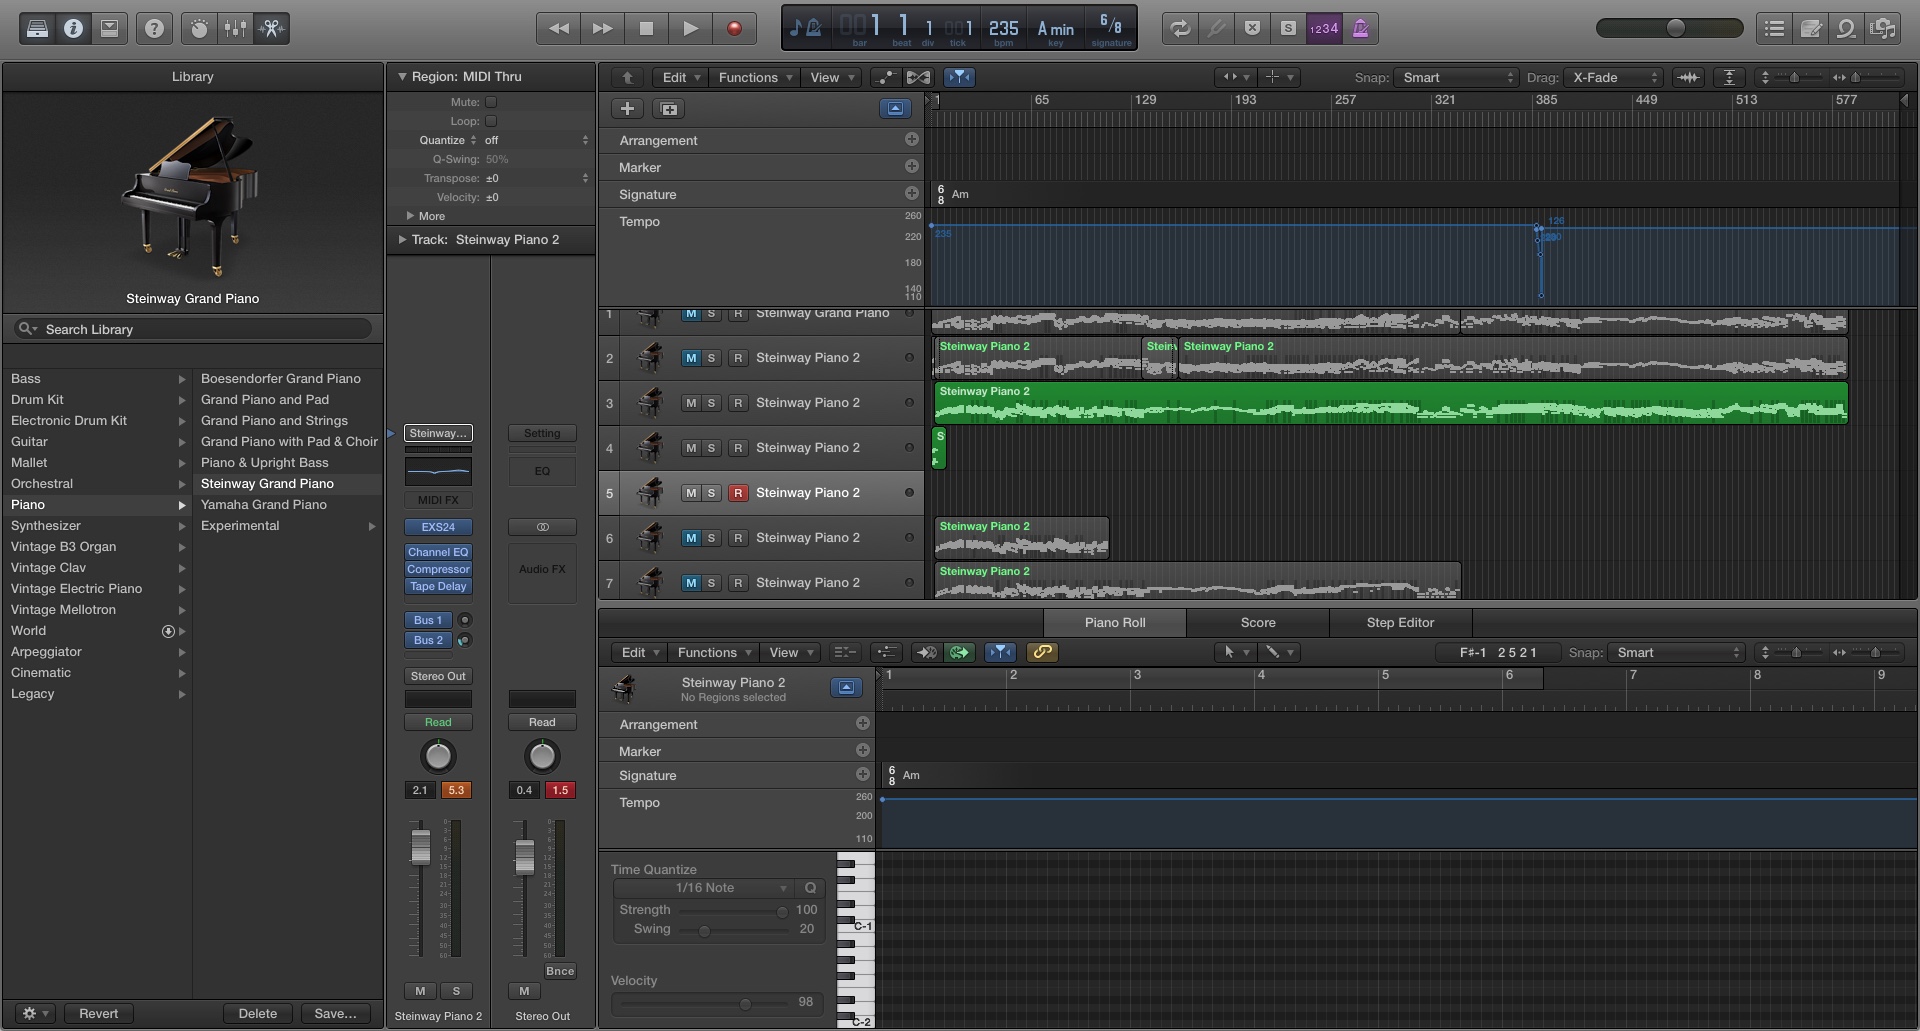 00 1 1 1 001 235 A min 6/8
bar beat div tick bpm key signature
S 1234
Library
Steinway Grand Piano
Search Library
Bass
Drum Kit
Electronic Drum Kit
Guitar
Mallet
Orchestral
Piano
Synthesizer
Vintage B3 Organ
Vintage Clav
Vintage Electric Piano
Vintage Mellotron
World
Arpeggiator
Cinematic
Legacy
Boesendorfer Grand Piano
Grand Piano and Pad
Grand Piano and Strings
Grand Piano with Pad & Choir
Piano & Upright Bass
Steinway Grand Piano
Yamaha Grand Piano
Experimental
Revert Delete Save...
Region: MIDI Thru
Mute:
Loop:
Quantize off
Q-Swing: 50%
Transpose: ±0
Velocity: ±0
More
Track: Steinway Piano 2
Steinway... Setting
EQ
MIDI FX
EXS24
Channel EQ
Compressor Audio FX
Tape Delay
Bus 1
Bus 2
Stereo Out
Read Read
2.1 5.3 0.4 1.5
Bnce
M S M
Steinway Piano 2 Stereo Out
Edit Functions View Snap: Smart Drag: X-Fade
1 65 129 193 257 321 385 449 513 577
Arrangement
Marker
Signature 6/8 Am
Tempo
260
220
180
140
110
235
126
1 M S R Steinway Grand Piano
2 M S R Steinway Piano 2
Steinway Piano 2 Stein Steinway Piano 2
3 M S R Steinway Piano 2
Steinway Piano 2
4 M S R Steinway Piano 2
S
5 M S R Steinway Piano 2
6 M S R Steinway Piano 2
Steinway Piano 2
7 M S R Steinway Piano 2
Steinway Piano 2
Piano Roll Score Step Editor
Edit Functions View F♯-1 2 5 2 1 Snap: Smart
Steinway Piano 2
No Regions selected
1 2 3 4 5 6 7 8 9
Arrangement
Marker
Signature 6/8 Am
Tempo
260
200
110
Time Quantize
1/16 Note Q
Strength 100
Swing 20
Velocity
98
C-1
C-2